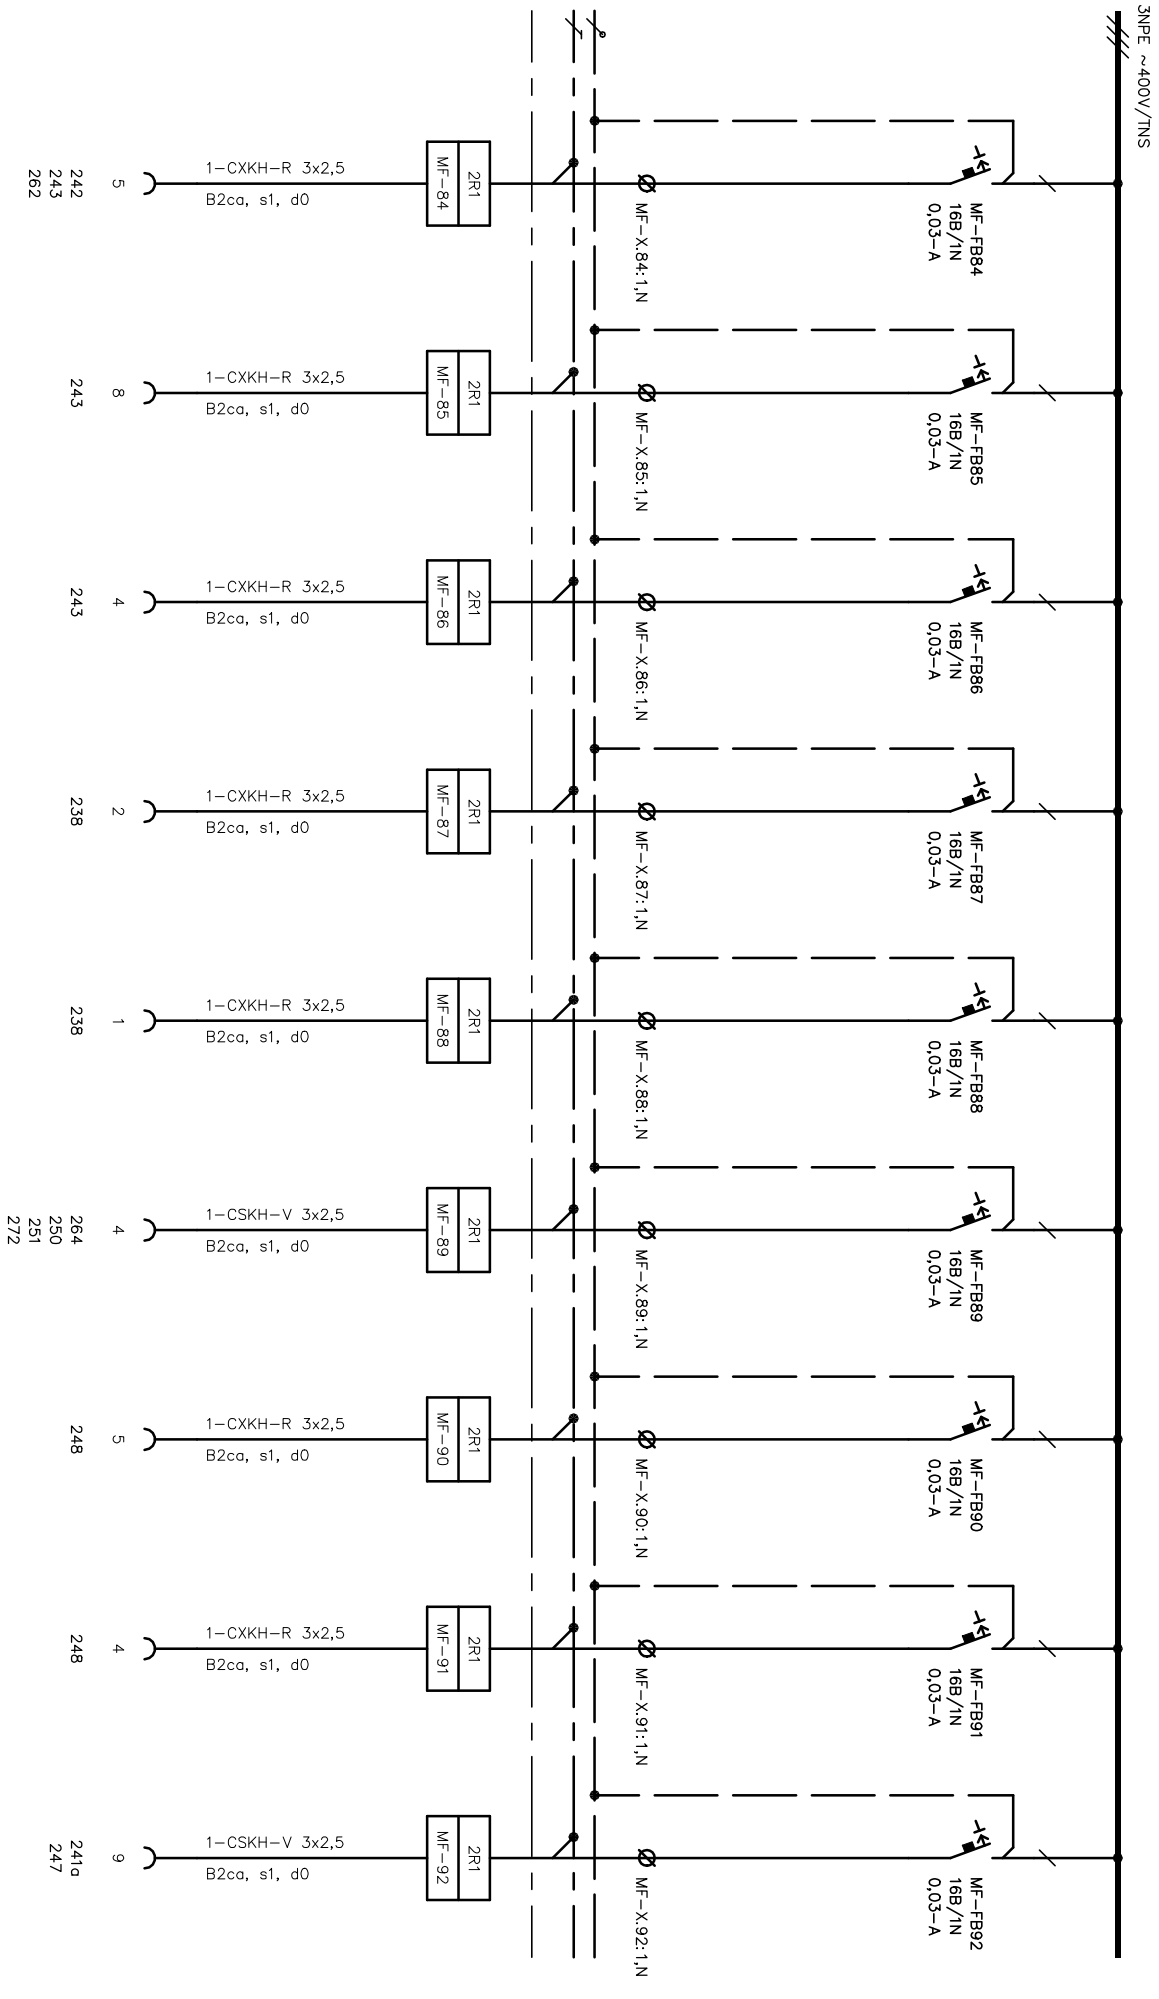 3NPE ~400V/TNS
MF-FB84
16B/1N
0,03-A
MF-X.84:1,N
2R1
MF-84
1-CXKH-R 3x2,5
B2ca, s1, d0
5
242
243
262
MF-FB85
16B/1N
0,03-A
MF-X.85:1,N
2R1
MF-85
1-CXKH-R 3x2,5
B2ca, s1, d0
8
243
MF-FB86
16B/1N
0,03-A
MF-X.86:1,N
2R1
MF-86
1-CXKH-R 3x2,5
B2ca, s1, d0
4
243
MF-FB87
16B/1N
0,03-A
MF-X.87:1,N
2R1
MF-87
1-CXKH-R 3x2,5
B2ca, s1, d0
2
238
MF-FB88
16B/1N
0,03-A
MF-X.88:1,N
2R1
MF-88
1-CXKH-R 3x2,5
B2ca, s1, d0
1
238
MF-FB89
16B/1N
0,03-A
MF-X.89:1,N
2R1
MF-89
1-CSKH-V 3x2,5
B2ca, s1, d0
4
264
250
251
272
MF-FB90
16B/1N
0,03-A
MF-X.90:1,N
2R1
MF-90
1-CXKH-R 3x2,5
B2ca, s1, d0
5
248
MF-FB91
16B/1N
0,03-A
MF-X.91:1,N
2R1
MF-91
1-CXKH-R 3x2,5
B2ca, s1, d0
4
248
MF-FB92
16B/1N
0,03-A
MF-X.92:1,N
2R1
MF-92
1-CSKH-V 3x2,5
B2ca, s1, d0
9
241a
247